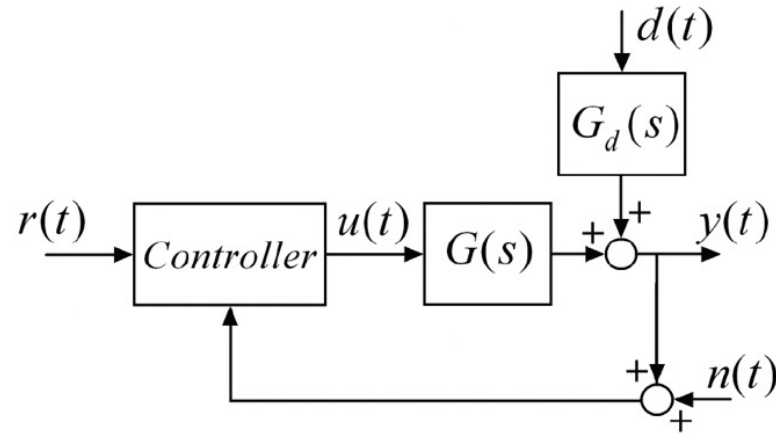 d(t)
G_d(s)
+
r(t)
Controller
u(t)
G(s)
+
y(t)
+
+
n(t)